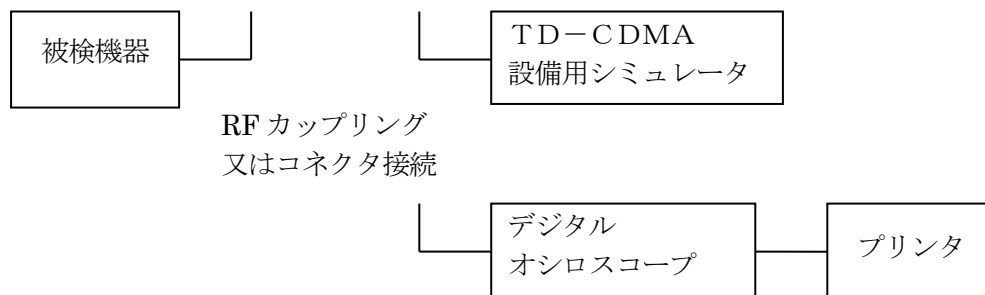 被検機器
TD-CDMA
設備用シミュレータ
RFカップリング
又はコネクタ接続
デジタル
オシロスコープ
プリンタ